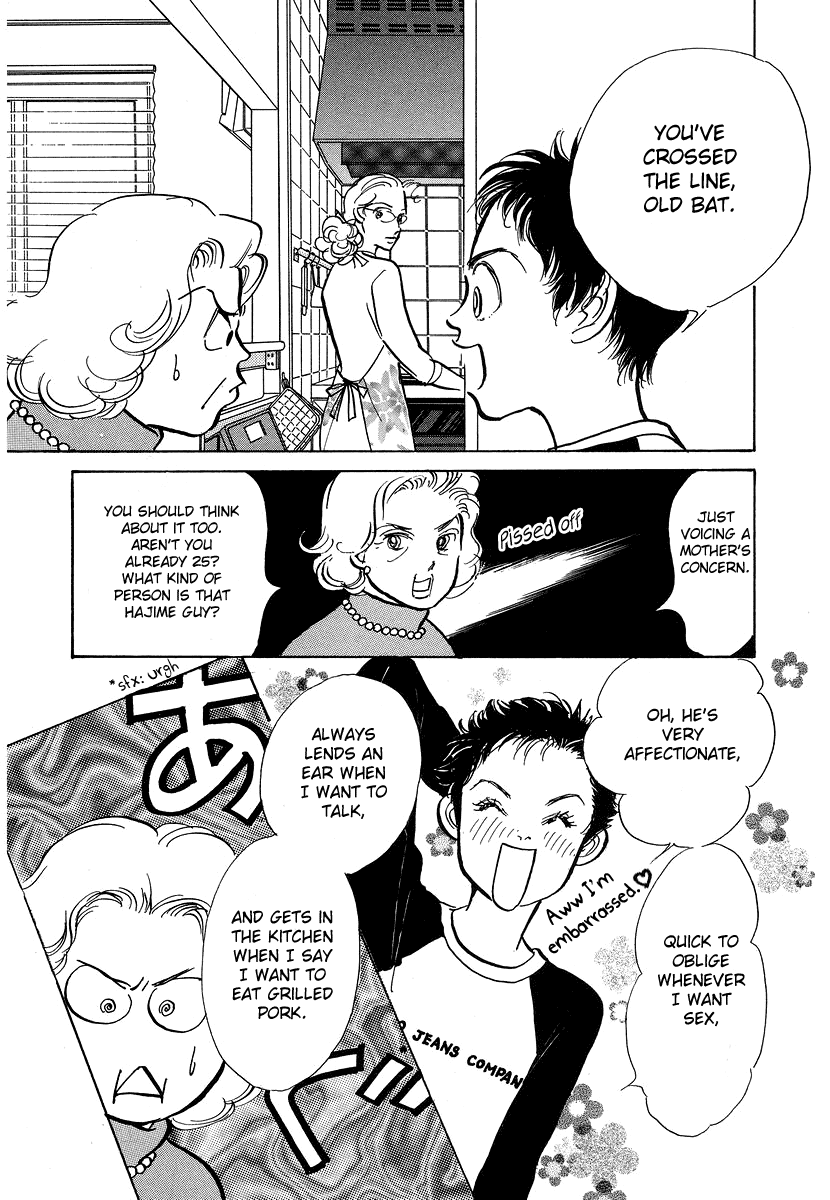 YOU'VE
CROSSED
THE LINE,
OLD BAT.
JUST
VOICING A
MOTHER'S
CONCERN.
Pissed off
YOU SHOULD THINK
ABOUT IT TOO.
AREN'T YOU
ALREADY 25?
WHAT KIND OF
PERSON IS THAT
HAJIME GUY?
OH, HE'S
VERY
AFFECTIONATE,
QUICK TO
OBLIGE
WHENEVER
I WANT
SEX,
Aww I'm
embarrassed.♡
JEANS COMPAN
ALWAYS
LENDS AN
EAR WHEN
I WANT TO
TALK,
AND GETS IN
THE KITCHEN
WHEN I SAY
I WANT TO
EAT GRILLED
PORK.
*sfx: urgh
あ
ど